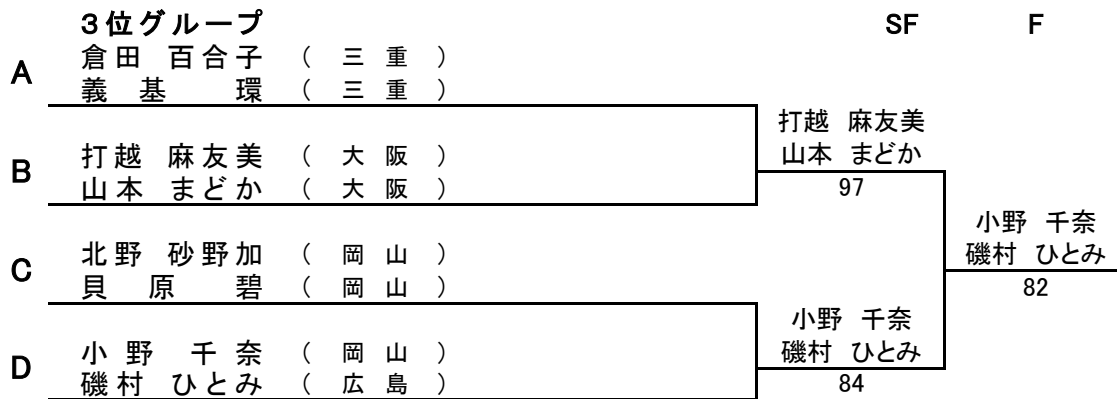 ３位グループ SF F
A 倉田 百合子 （ 三重 ）
義基 環 （ 三重 ）
B 打越 麻友美 （ 大阪 ）
山本 まどか （ 大阪 ）
打越 麻友美
山本 まどか
97
C 北野 砂野加 （ 岡山 ）
貝原 碧 （ 岡山 ）
D 小野 千奈 （ 岡山 ）
磯村 ひとみ （ 広島 ）
小野 千奈
磯村 ひとみ
84
小野 千奈
磯村 ひとみ
82